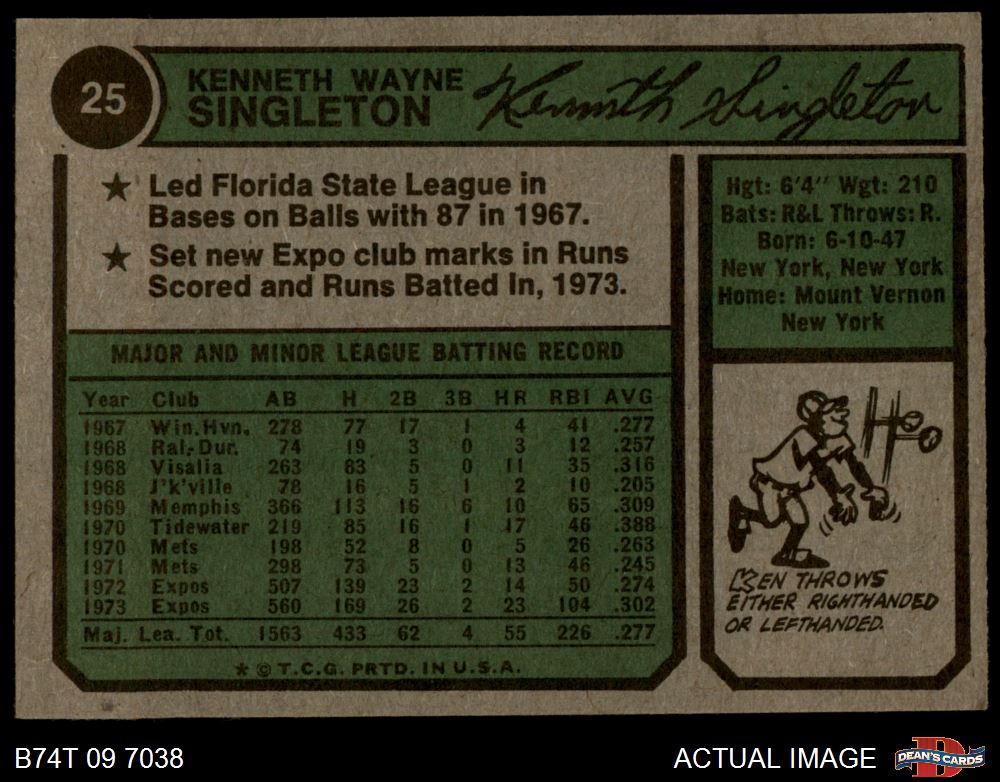 25
KENNETH WAYNE
SINGLETON
Kenneth Singleton
★ Led Florida State League in
Bases on Balls with 87 in 1967.
★ Set new Expo club marks in Runs
Scored and Runs Batted In, 1973.
Hgt: 6'4" Wgt: 210
Bats: R&L Throws: R.
Born: 6-10-47
New York, New York
Home: Mount Vernon
New York
MAJOR AND MINOR LEAGUE BATTING RECORD
Year Club AB H 2B 3B HR RBI AVG
1967 Win. Hvn. 278 77 17 1 4 41 .277
1968 Ral.-Dur. 74 19 3 0 3 12 .257
1968 Visalia 263 83 5 0 11 35 .316
1968 J'k'ville 78 16 5 1 2 10 .205
1969 Memphis 366 113 16 6 10 65 .309
1970 Tidewater 219 85 16 1 17 46 .388
1970 Mets 198 52 8 0 5 26 .263
1971 Mets 298 73 5 0 13 46 .245
1972 Expos 507 139 23 2 14 50 .274
1973 Expos 560 169 26 2 23 104 .302
Maj. Lea. Tot. 1563 433 62 4 55 226 .277
* © T.C.G. PRTD. IN U.S.A.
KEN THROWS
EITHER RIGHTHANDED
OR LEFTHANDED.
B74T 09 7038
ACTUAL IMAGE
D
DEAN'S CARDS